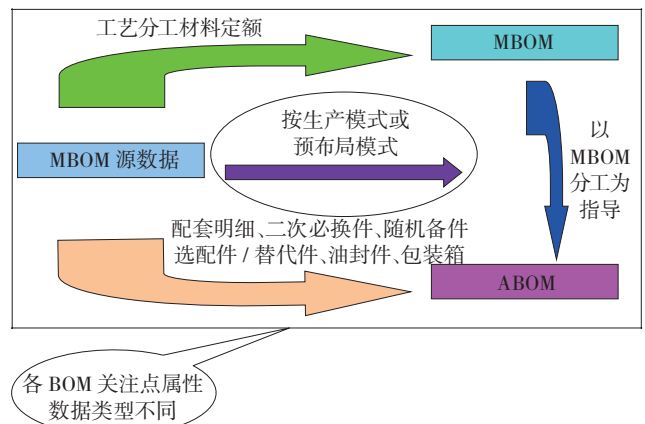 工艺分工材料定额
MBOM
按生产模式或
预布局模式
MBOM 源数据
以
MBOM
分工为
指导
配套明细、二次必换件、随机备件
选配件 / 替代件、油封件、包装箱
ABOM
各 BOM 关注点属性
数据类型不同